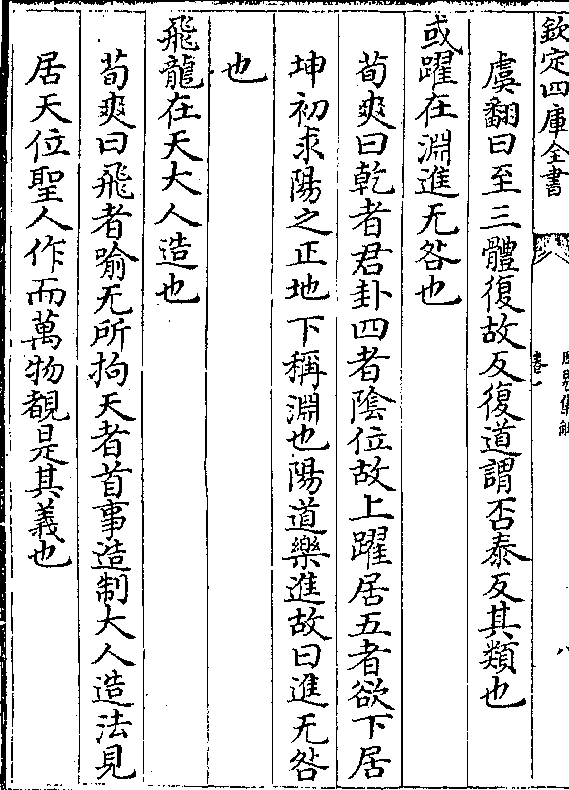 欽定四庫全書
周易集解
卷一
八
虞翻曰至三體復故反復道謂否泰反其類也
或躍在淵進无咎也
荀爽曰乾者君卦四者隂位故上躍居五者欲下居
坤初求陽之正地下稱淵也陽道樂進故曰進无咎
也
飛龍在天大人造也
荀爽曰飛者喻无所拘天者首事造制大人造法見
居天位聖人作而萬物覩是其義也